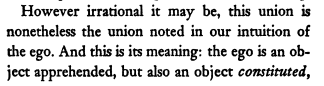 However irrational it may be, this union is
nonetheless the union noted in our intuition of
the ego. And this is its meaning: the ego is an ob-
ject apprehended, but also an object constituted,